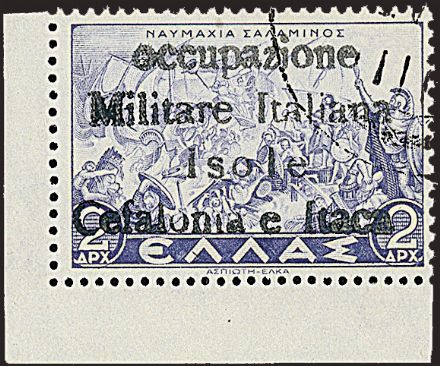 ΝΑΥΜΑΧΙΑ ΣΑΛΑΜΙΝΟΣ
occupazione
Militare Italiana
Isole
Cefalonia e Itaca
2 ΔΡΧ ΕΛΛΑΣ 2 ΔΡΧ
ΑΣΠΙΩΤΗ-ΕΛΚΑ